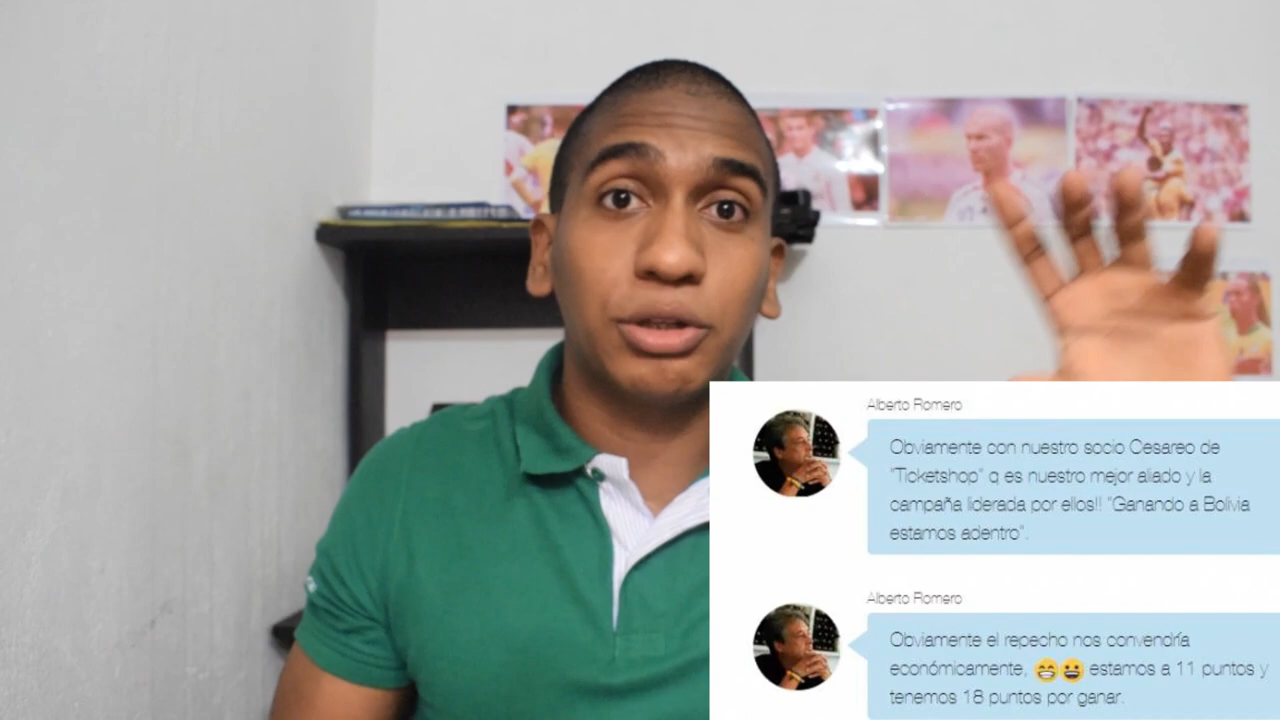 Alberto Romero
Obviamente con nuestro socio Cesareo de
"Ticketshop" q es nuestro mejor aliado y la
campaña liderada por ellos!! "Ganando a Bolivia
estamos adentro".
Alberto Romero
Obviamente el repecho nos convendría
económicamente, 😁😀 estamos a 11 puntos y
tenemos 18 puntos por ganar.